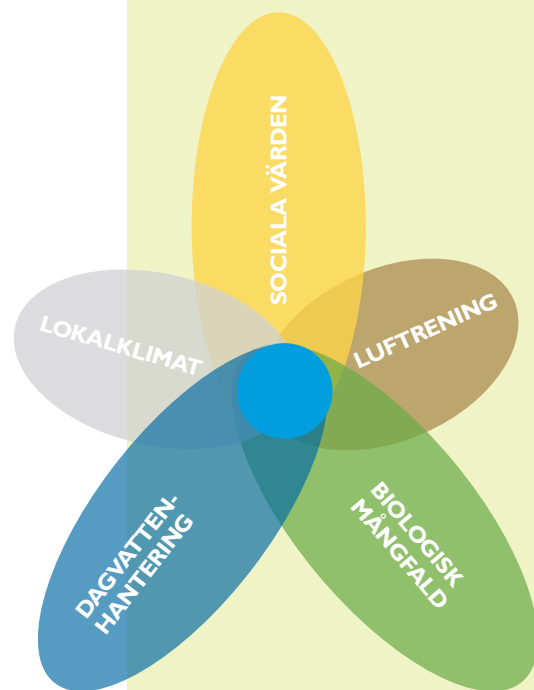 SOCIALA VÄRDEN
LOKALKLIMAT
LUFTRENING
DAGVATTEN-
HANTERING
BIOLOGISK
MÅNGFALD